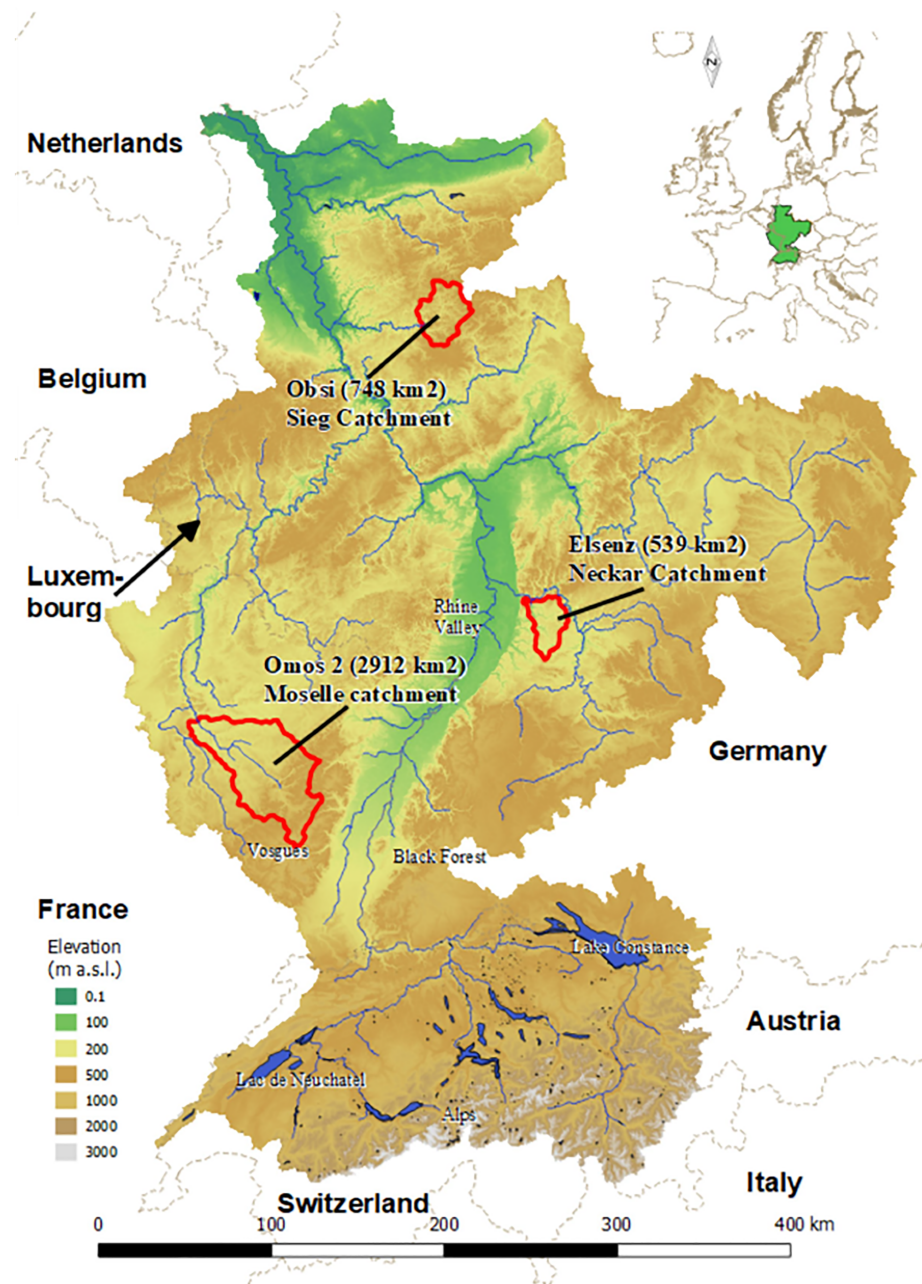 N
Netherlands
Belgium
Obsi (748 km2)
Sieg Catchment
Luxem-
bourg
Elsenz (539 km2)
Neckar Catchment
Rhine
Valley
Omos 2 (2912 km2)
Moselle catchment
Germany
Vosgues
Black Forest
France
Elevation
(m a.s.l.)
0.1
100
200
500
1000
2000
3000
Lake Constance
Austria
Lac de Neuchatel
Alps
Italy
Switzerland
0 100 200 300 400 km